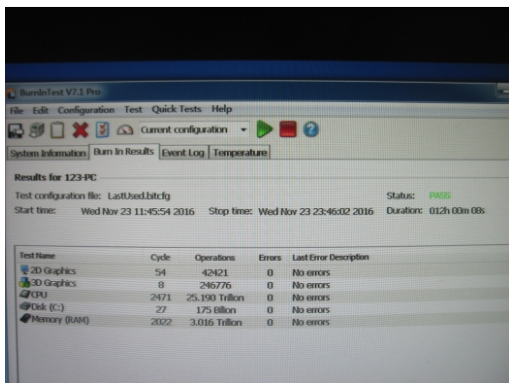 BurnInTest V7.1 Pro
File Edit Configuration Test Quick Tests Help
Current configuration
System Information Burn In Results Event Log Temperature
Results for 123-PC
Test configuration file: LastUsed.bitcfg Status: PASS
Start time: Wed Nov 23 11:45:54 2016 Stop time: Wed Nov 23 23:46:02 2016 Duration: 012h 00m 08s
Test Name Cycle Operations Errors Last Error Description
2D Graphics 54 42421 0 No errors
3D Graphics 8 246776 0 No errors
CPU 2471 25.190 Trillion 0 No errors
Disk (C:) 27 175 Billion 0 No errors
Memory (RAM) 2022 3.016 Trillion 0 No errors